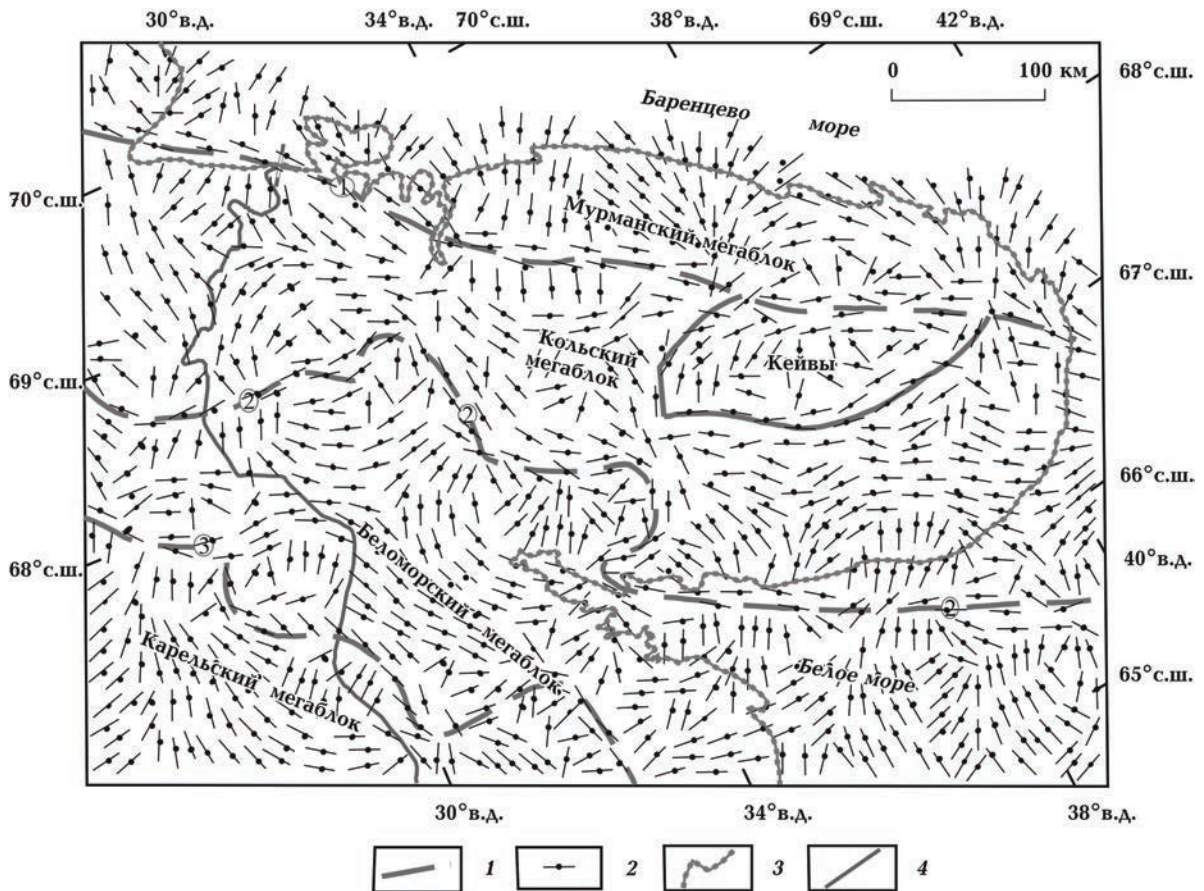 30°в.д. 34°в.д. 70°с.ш. 38°в.д. 69°с.ш. 42°в.д.
68°с.ш.
0 100 км
Баренцево
море
1
70°с.ш.
Мурманский мегаблок
67°с.ш.
Кольский
мегаблок
Кейвы
69°с.ш.
2
2
66°с.ш.
3
Беломорский мегаблок
40°в.д.
68°с.ш.
2
Карельский мегаблок
Белое море
65°с.ш.
30°в.д. 34°в.д. 38°в.д.
1 2 3 4